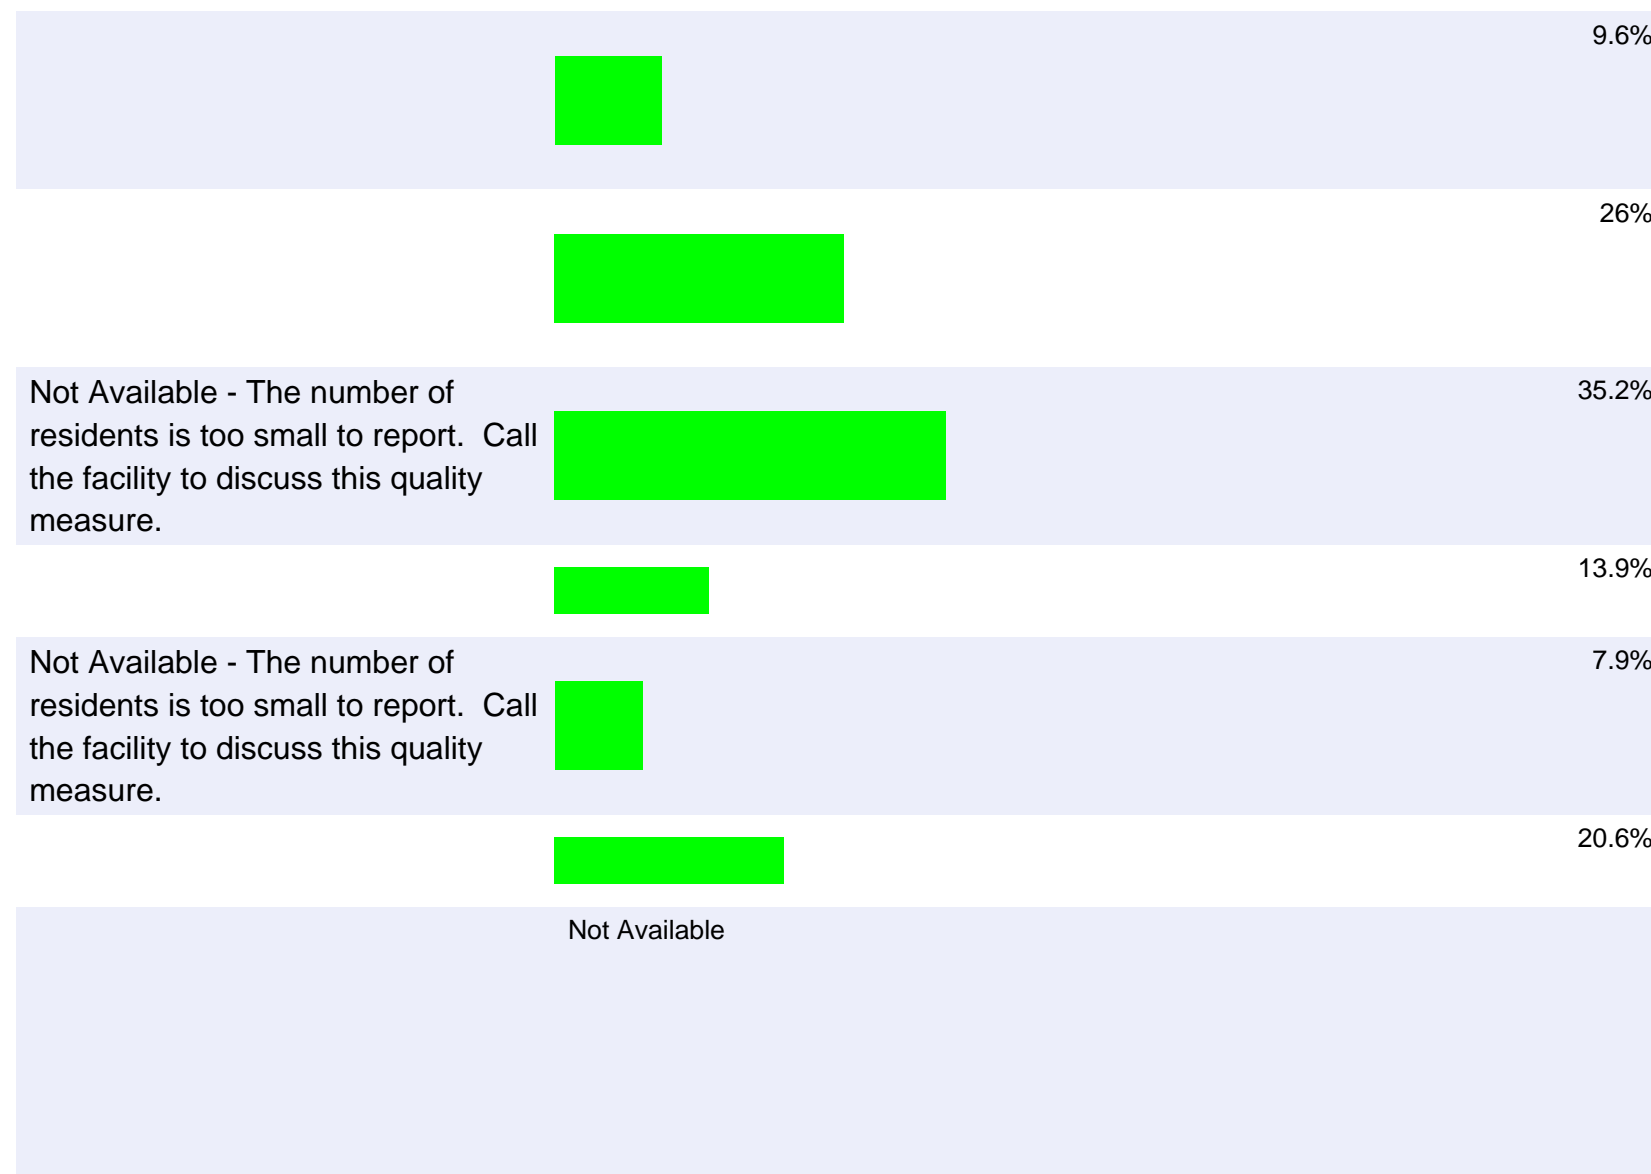 9.6%
26%
Not Available - The number of
residents is too small to report.  Call
the facility to discuss this quality
measure.
35.2%
13.9%
Not Available - The number of
residents is too small to report.  Call
the facility to discuss this quality
measure.
7.9%
20.6%
Not Available